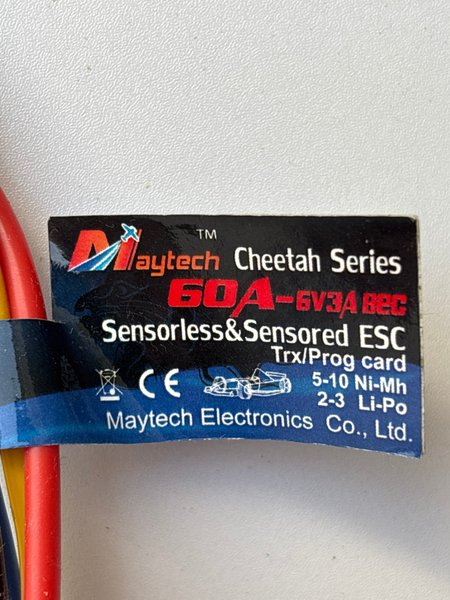 Maytech™ Cheetah Series
60A-6V3A BEC
Sensorless&Sensored ESC
Trx/Prog card
CE 5-10 Ni-Mh
2-3 Li-Po
Maytech Electronics Co., Ltd.